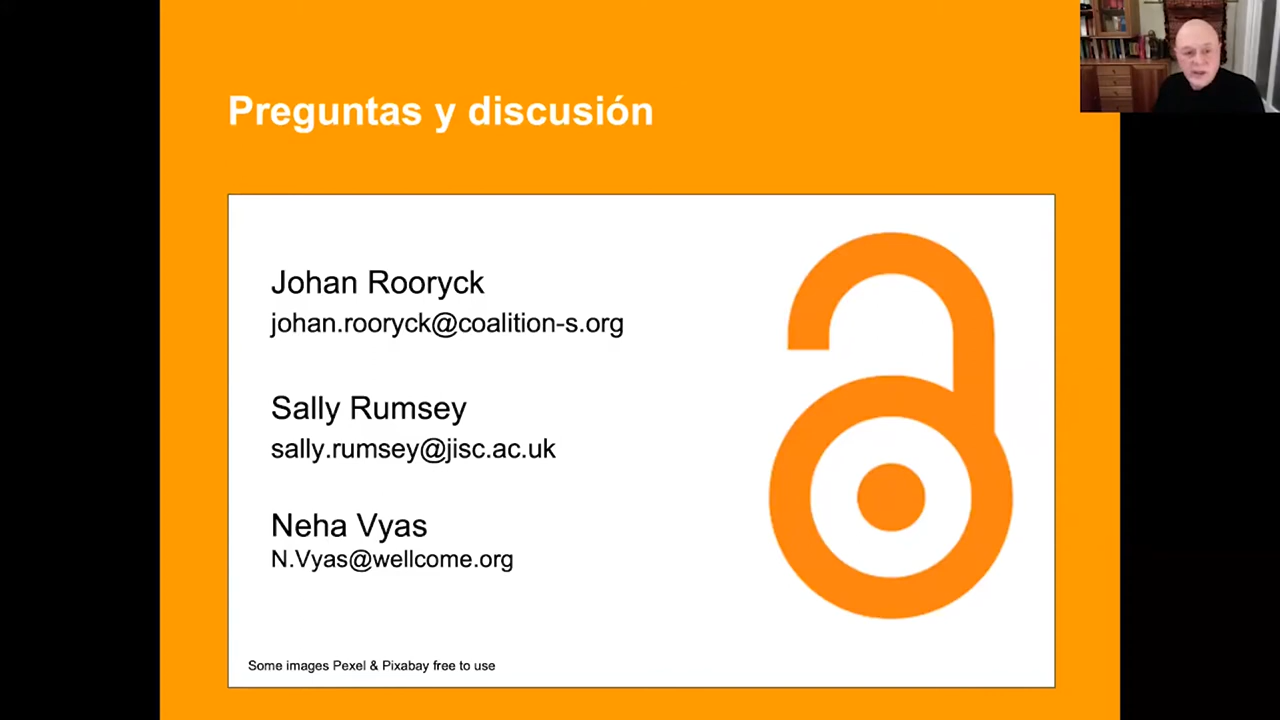 Preguntas y discusión
Johan Rooryck
johan.rooryck@coalition-s.org
Sally Rumsey
sally.rumsey@jisc.ac.uk
Neha Vyas
N.Vyas@wellcome.org
Some images Pexel & Pixabay free to use